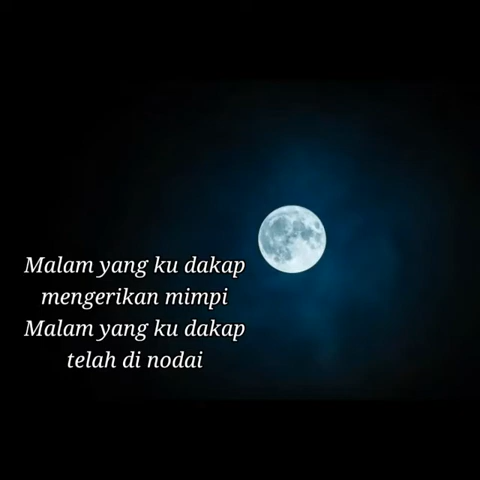 Malam yang ku dakap
mengerikan mimpi
Malam yang ku dakap
telah di nodai